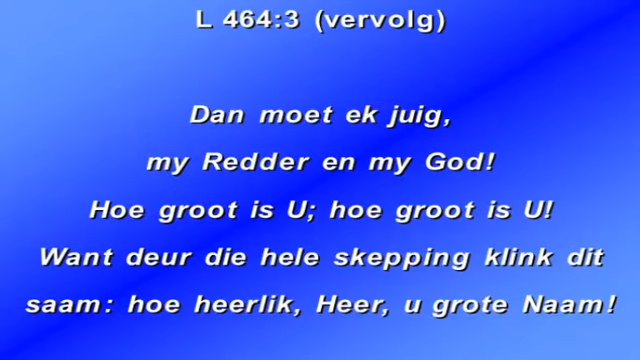 L 464:3 (vervolg)
Dan moet ek juig,
my Redder en my God!
Hoe groot is U; hoe groot is U!
Want deur die hele skepping klink dit
saam: hoe heerlik, Heer, u grote Naam!